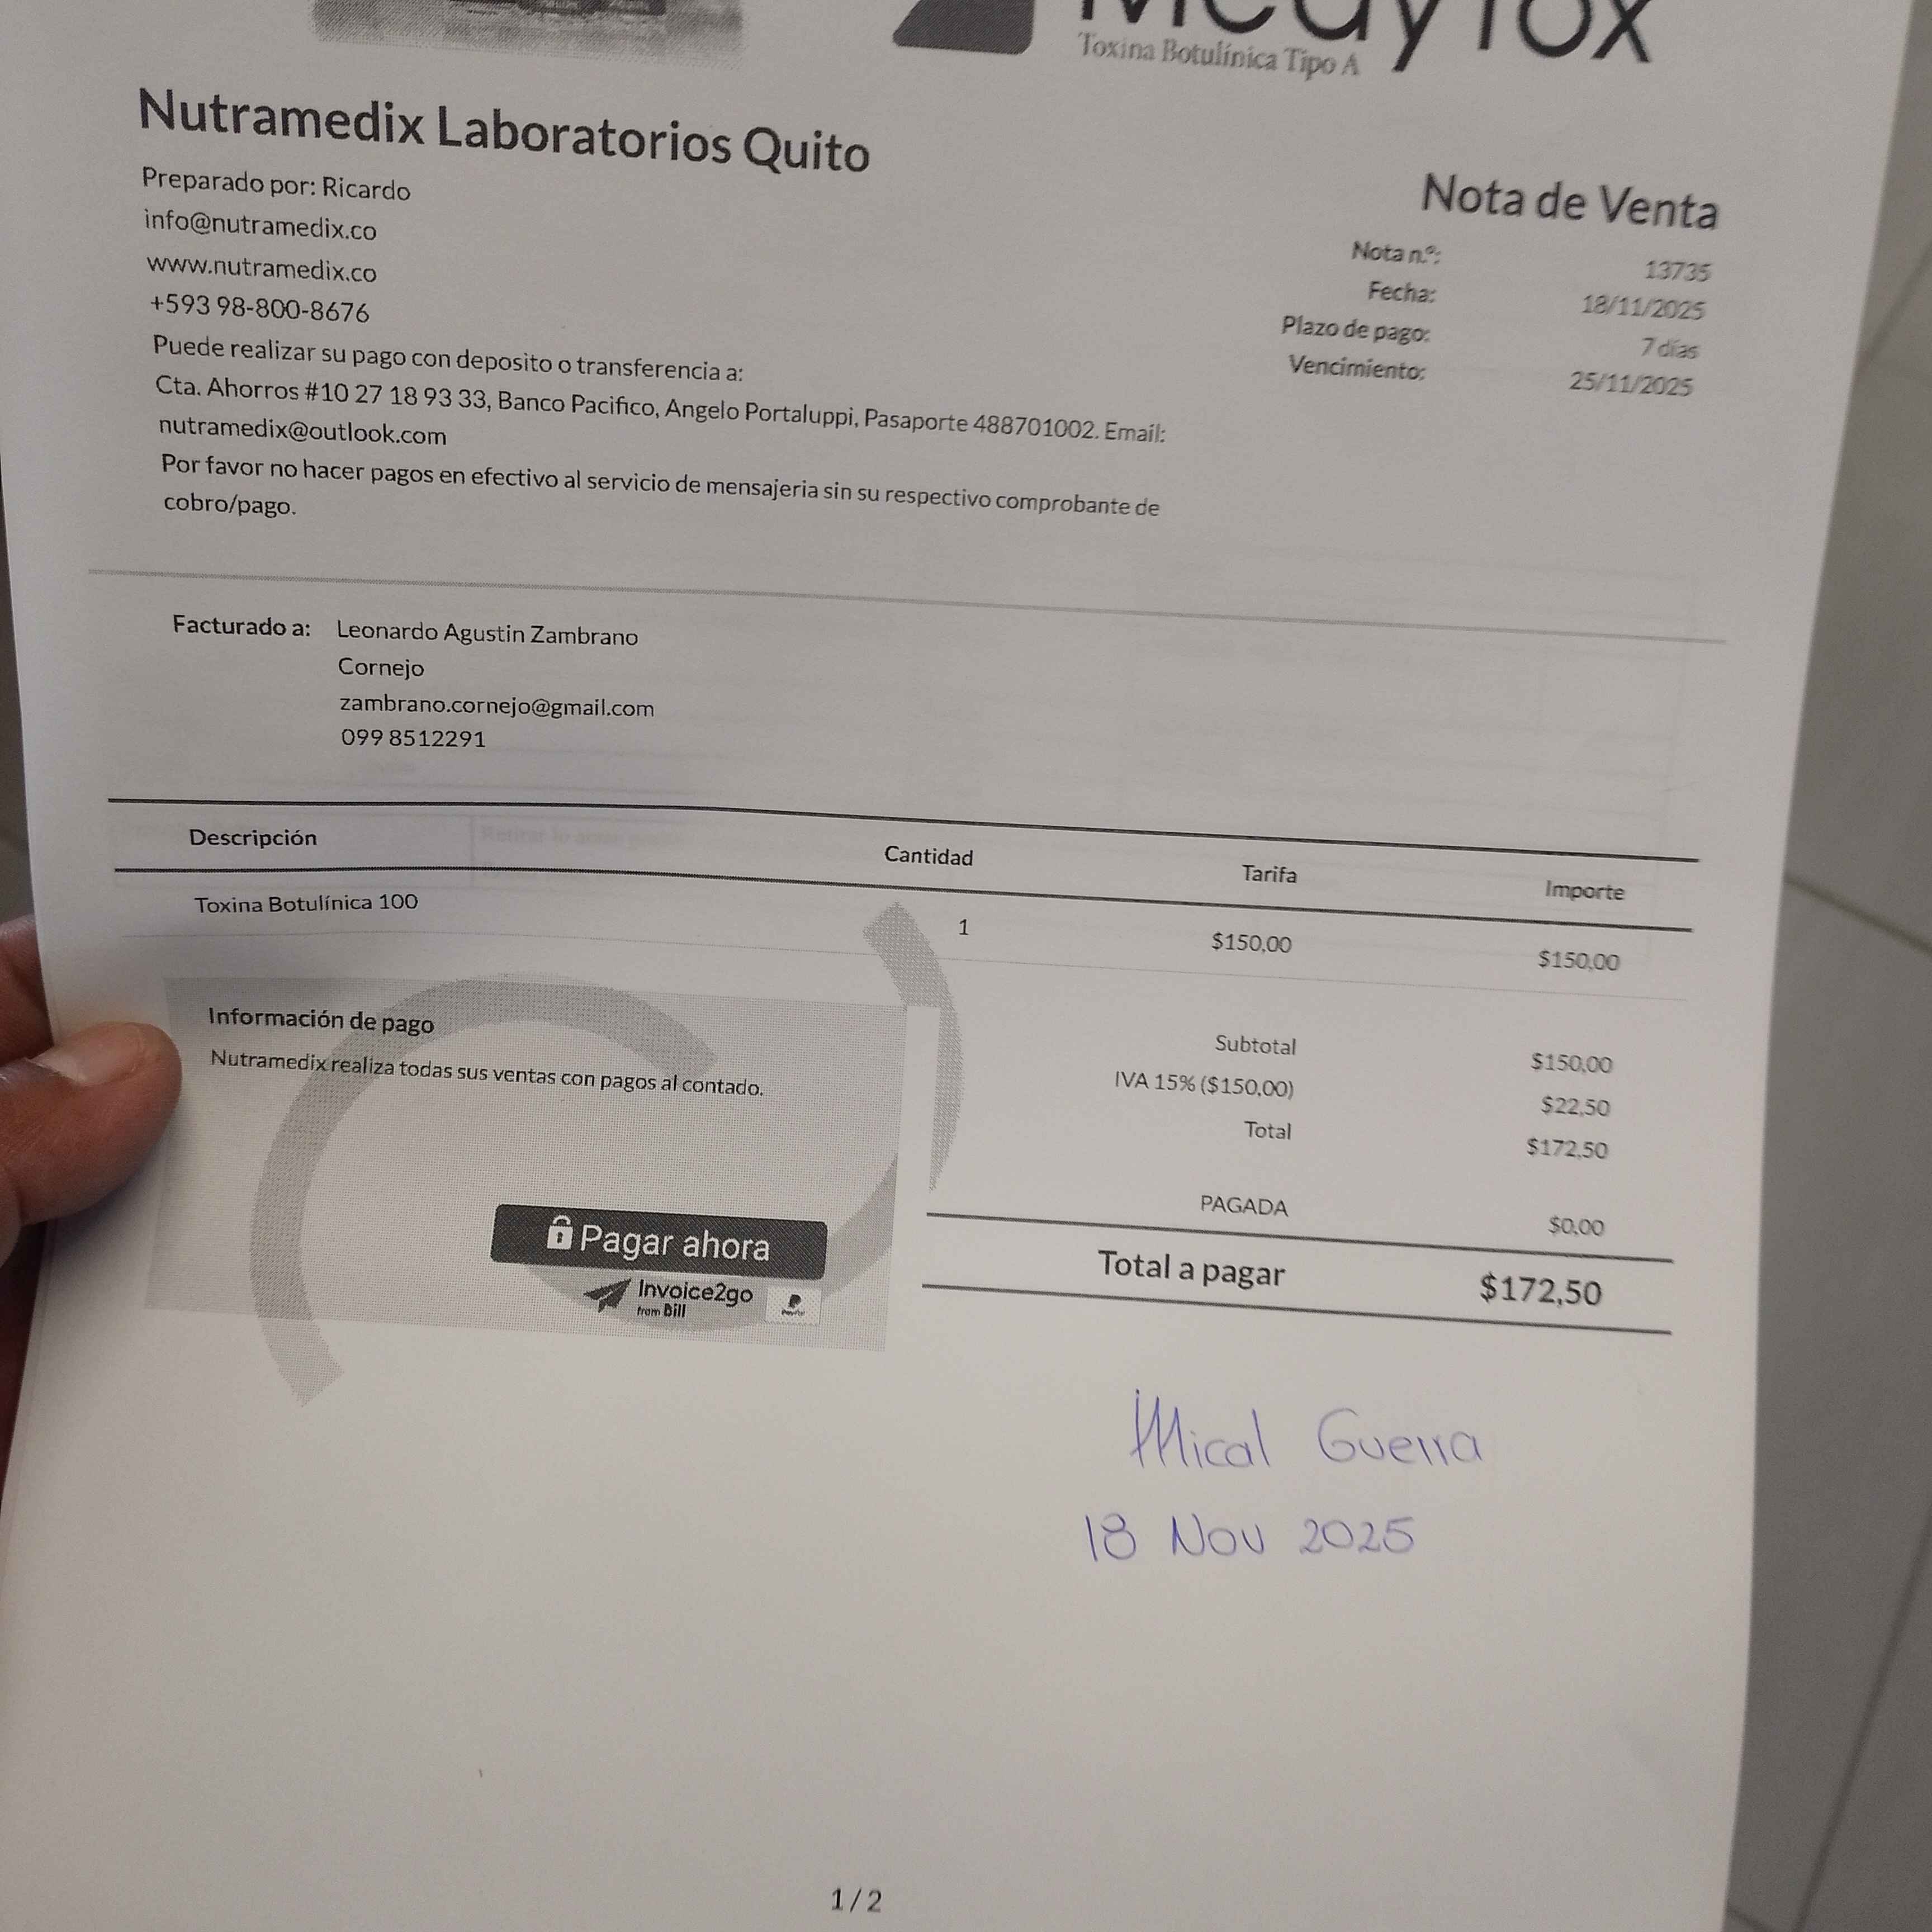 MedyTox
Toxina Botulínica Tipo A
Nutramedix Laboratorios Quito
Preparado por: Ricardo
info@nutramedix.co
www.nutramedix.co
+593 98-800-8676
Puede realizar su pago con deposito o transferencia a:
Cta. Ahorros #10 27 18 93 33, Banco Pacifico, Angelo Portaluppi, Pasaporte 488701002. Email:
nutramedix@outlook.com
Por favor no hacer pagos en efectivo al servicio de mensajeria sin su respectivo comprobante de
cobro/pago.
Nota de Venta
Nota n.º: 13735
Fecha: 18/11/2025
Plazo de pago: 7 días
Vencimiento: 25/11/2025
Facturado a: Leonardo Agustin Zambrano
Cornejo
zambrano.cornejo@gmail.com
099 8512291
Descripción Cantidad Tarifa Importe
Toxina Botulínica 100 1 $150,00 $150,00
Información de pago
Nutramedix realiza todas sus ventas con pagos al contado.
Pagar ahora
Invoice2go
from Bill
Subtotal $150,00
IVA 15% ($150,00) $22,50
Total $172,50
PAGADA $0,00
Total a pagar $172,50
Mical Guerra
18 Nov 2025
1 / 2